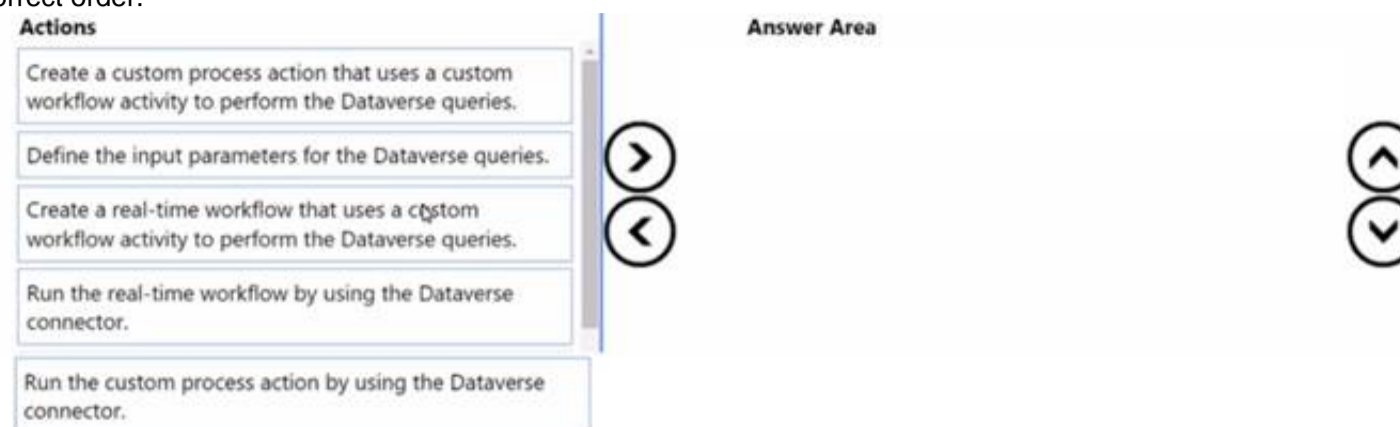 orrect order.
Actions
Answer Area
Create a custom process action that uses a custom
workflow activity to perform the Dataverse queries.
Define the input parameters for the Dataverse queries.
Create a real-time workflow that uses a custom
workflow activity to perform the Dataverse queries.
Run the real-time workflow by using the Dataverse
connector.
Run the custom process action by using the Dataverse
connector.